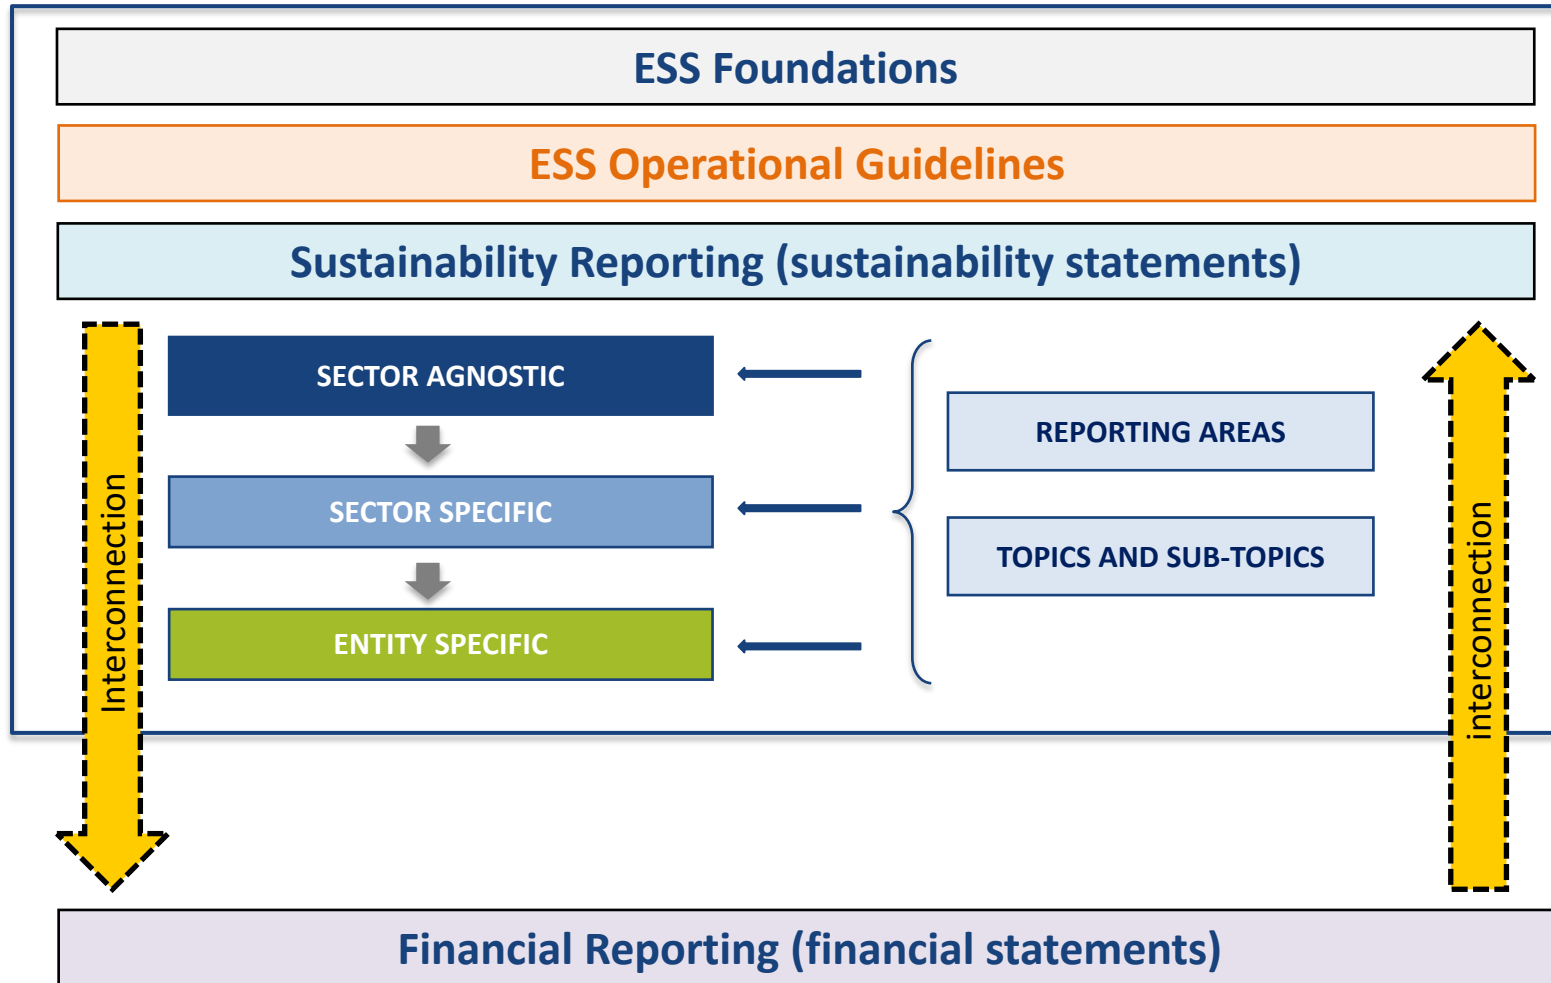 ESS Foundations
ESS Operational Guidelines
Sustainability Reporting (sustainability statements)
Interconnection
SECTOR AGNOSTIC
SECTOR SPECIFIC
ENTITY SPECIFIC
REPORTING AREAS
TOPICS AND SUB-TOPICS
interconnection
Financial Reporting (financial statements)